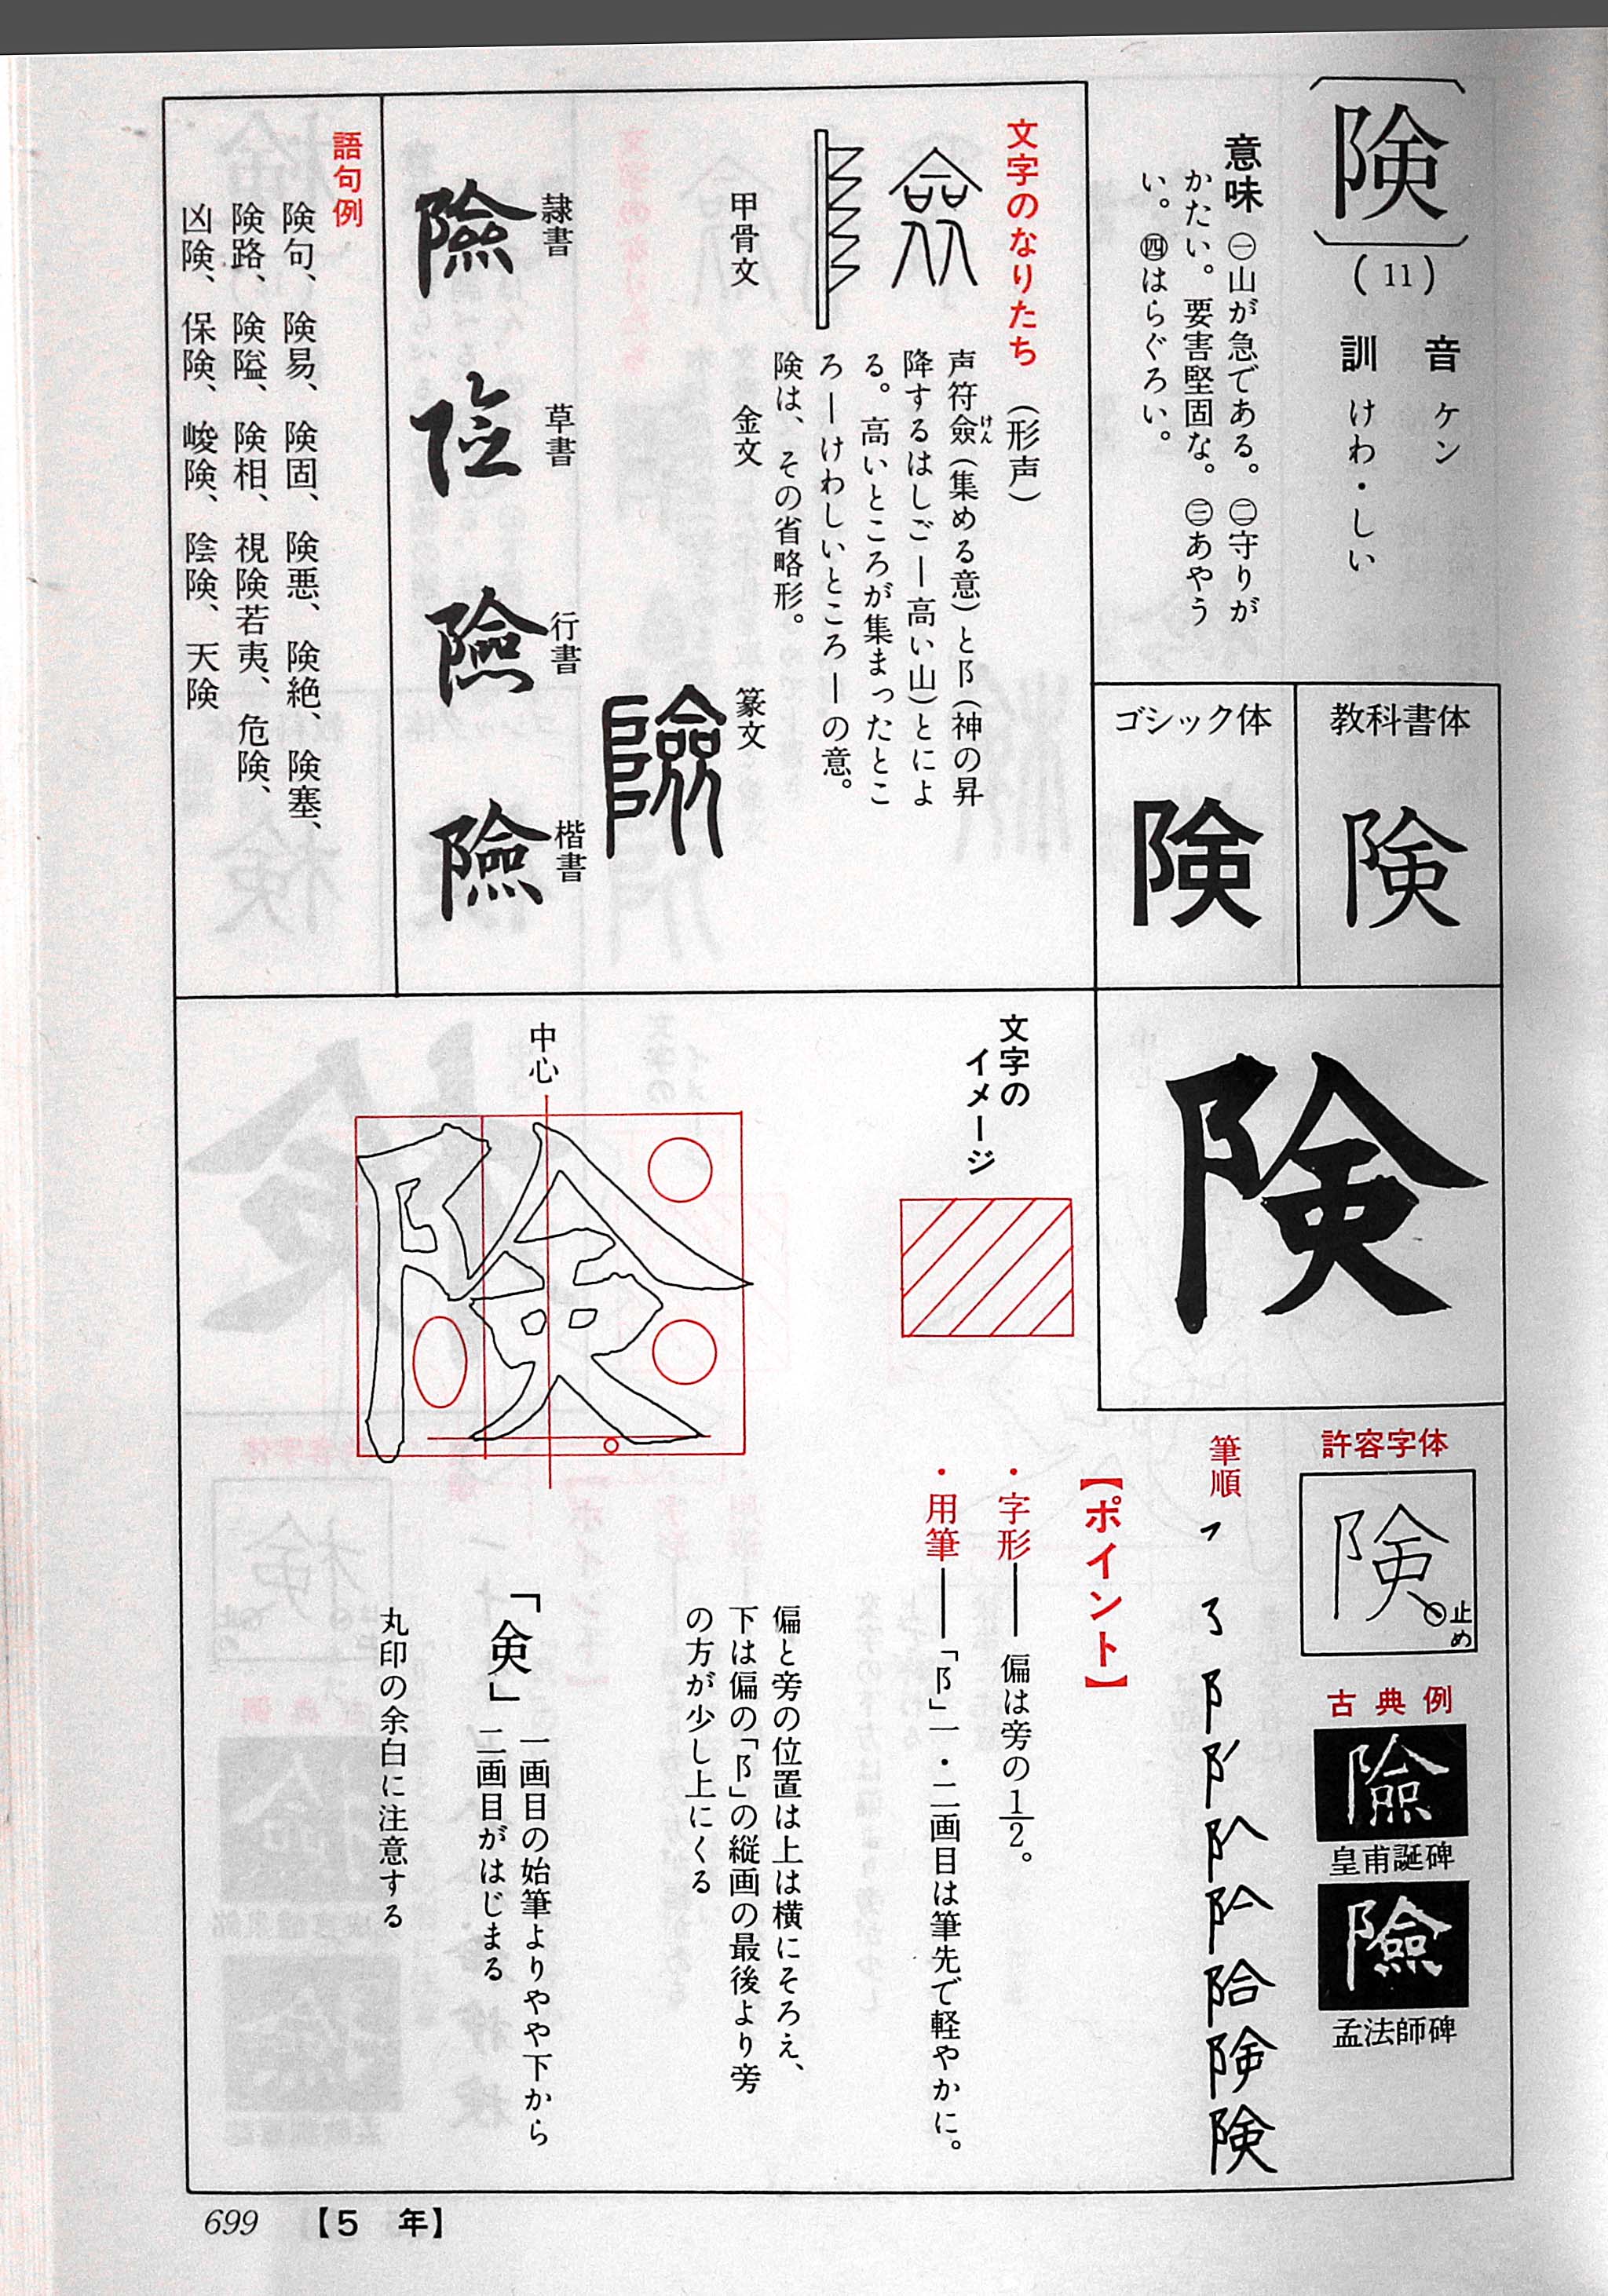 険
（11）
音　ケン
訓　けわ・しい
意味　㊀山が急である。㊁守りが
かたい。要害堅固な。㊂あやう
い。㊃はらぐろい。
教科書体
険
ゴシック体
険
険
文字のなりたち（形声）
声符僉けん（集める意）と阝（神の昇
降するはしご―高い山）とによ
る。高いところが集まったとこ
ろ―けわしいところ―の意。
険は、その省略形。
甲骨文
金文
篆文
險
隷書
險
草書
険
行書
險
楷書
險
語句例
険句、険易、険固、険悪、険絶、険塞、
険路、険隘、険相、視険若夷、危険、
凶険、保険、峻険、陰険、天険
許容字体
険
止め
古典例
險
皇甫誕碑
險
孟法師碑
筆順
険
文字の
イメージ
中心
険
【ポイント】
・字形―― 偏は旁の1/2。
・用筆――「阝」一・二画目は筆先で軽やかに。
偏と旁の位置は上は横にそろえ、
下は偏の「阝」の縦画の最後より旁
の方が少し上にくる
「㑒」一画目の始筆よりやや下から
二画目がはじまる
丸印の余白に注意する
699
【5　年】